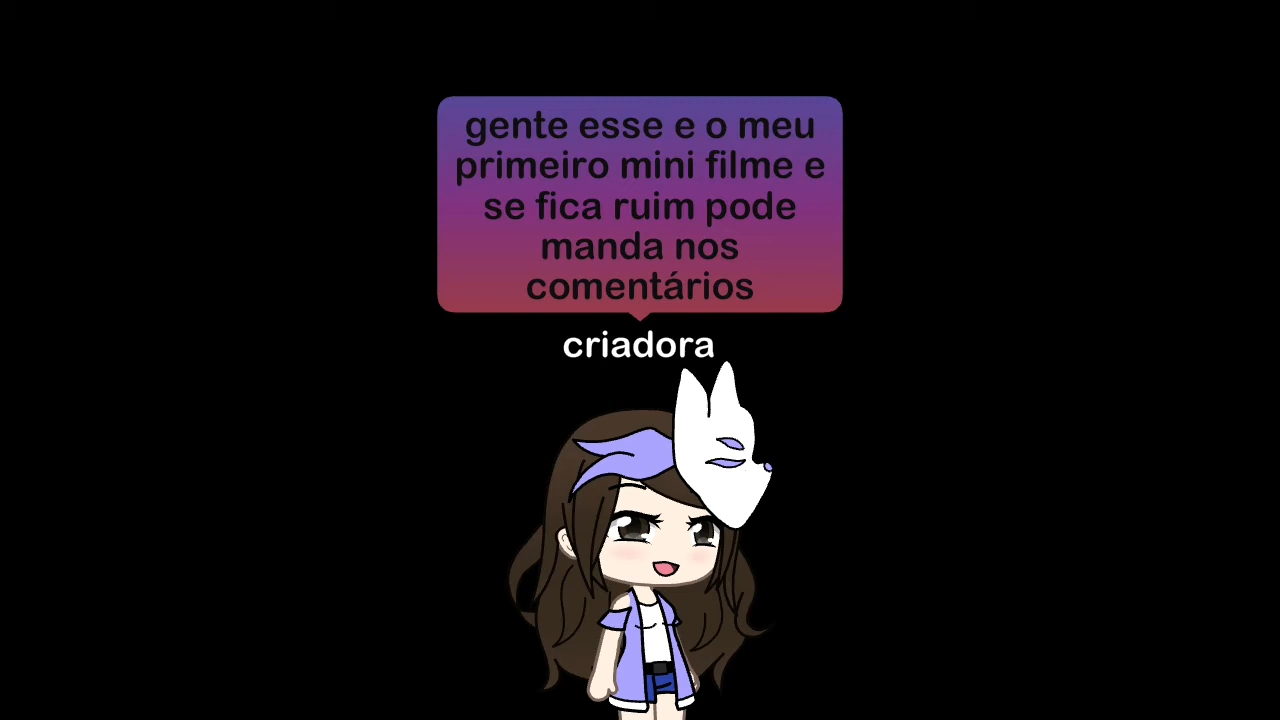 gente esse e o meu
primeiro mini filme e
se fica ruim pode
manda nos
comentários
criadora